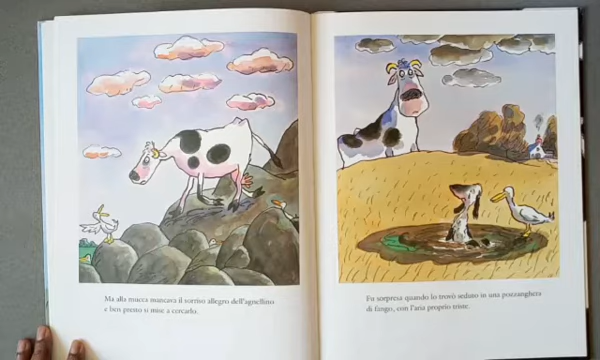 Ma alla mucca mancava il sorriso allegro dell'agnellino
e ben presto si mise a cercarlo.
Fu sorpresa quando lo trovò seduto in una pozzanghera
di fango, con l'aria proprio triste.